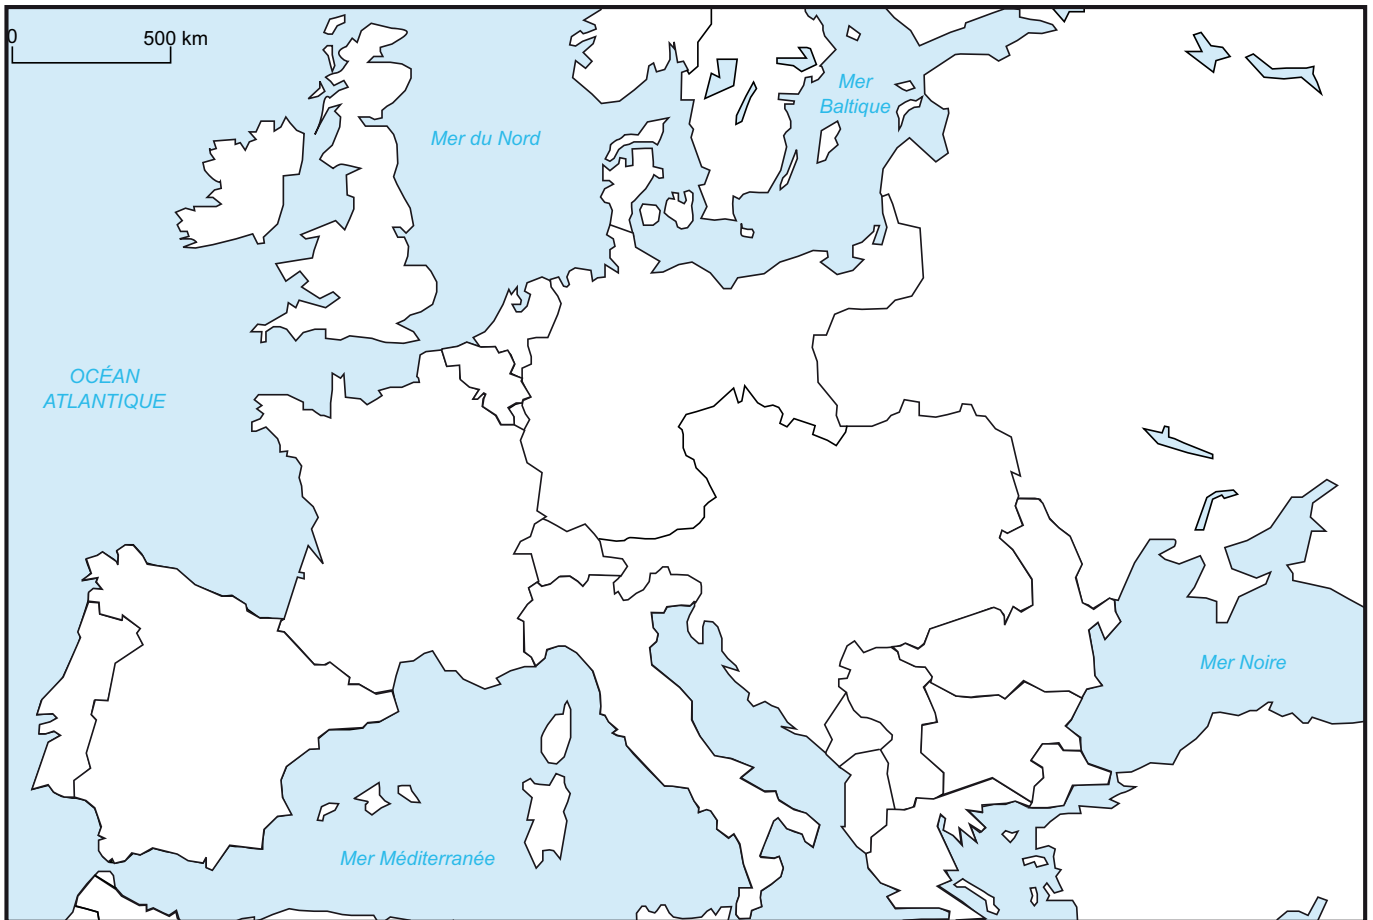 0
500 km
Mer
Baltique
Mer du Nord
OCÉAN
ATLANTIQUE
Mer Noire
Mer Méditerranée